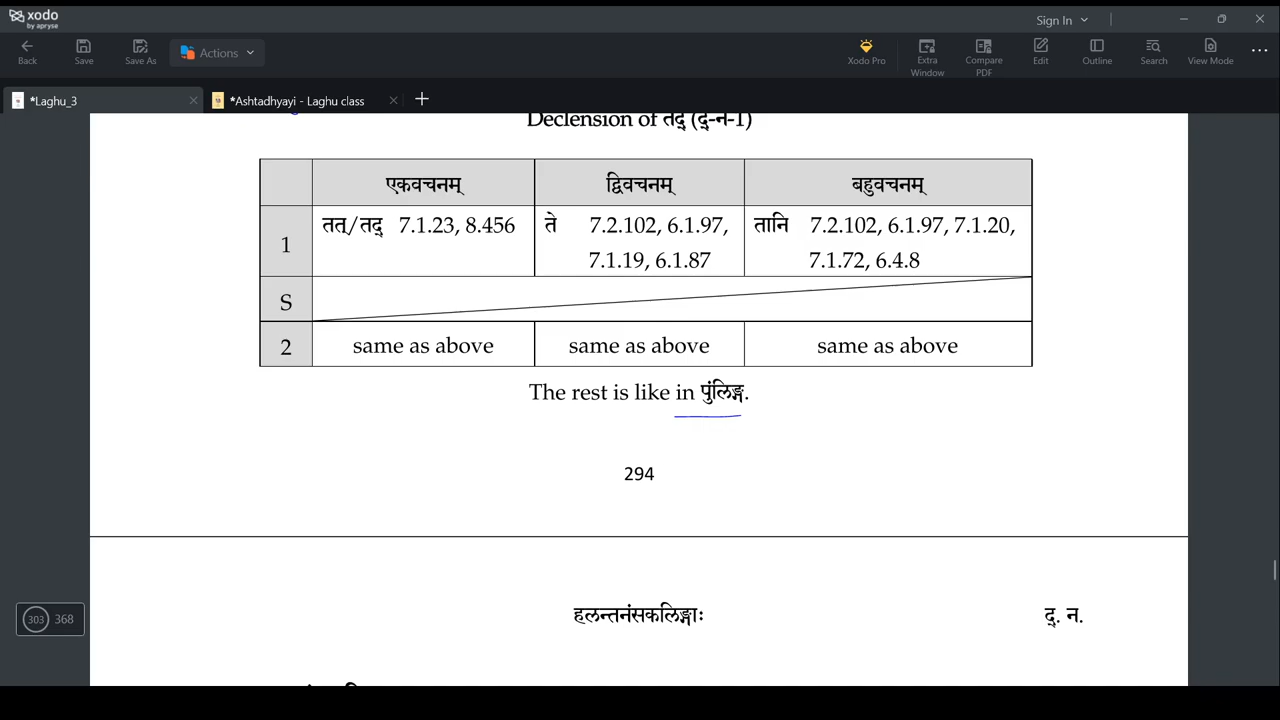 xodo
by apryse
Sign In
Back
Save
Save As
Actions
Xodo Pro
Extra Window
Compare PDF
Edit
Outline
Search
View Mode
*Laghu_3
*Ashtadhyayi - Laghu class
Declension of तद् (द्-न-1)
एकवचनम् द्विवचनम् बहुवचनम्
1 तत्/तद् 7.1.23, 8.456 ते 7.2.102, 6.1.97, 7.1.19, 6.1.87 तानि 7.2.102, 6.1.97, 7.1.20, 7.1.72, 6.4.8
S
2 same as above same as above same as above
The rest is like in पुंलिङ्ग.
294
हलन्तनंसकलिङ्गाः द्. न.
303 368